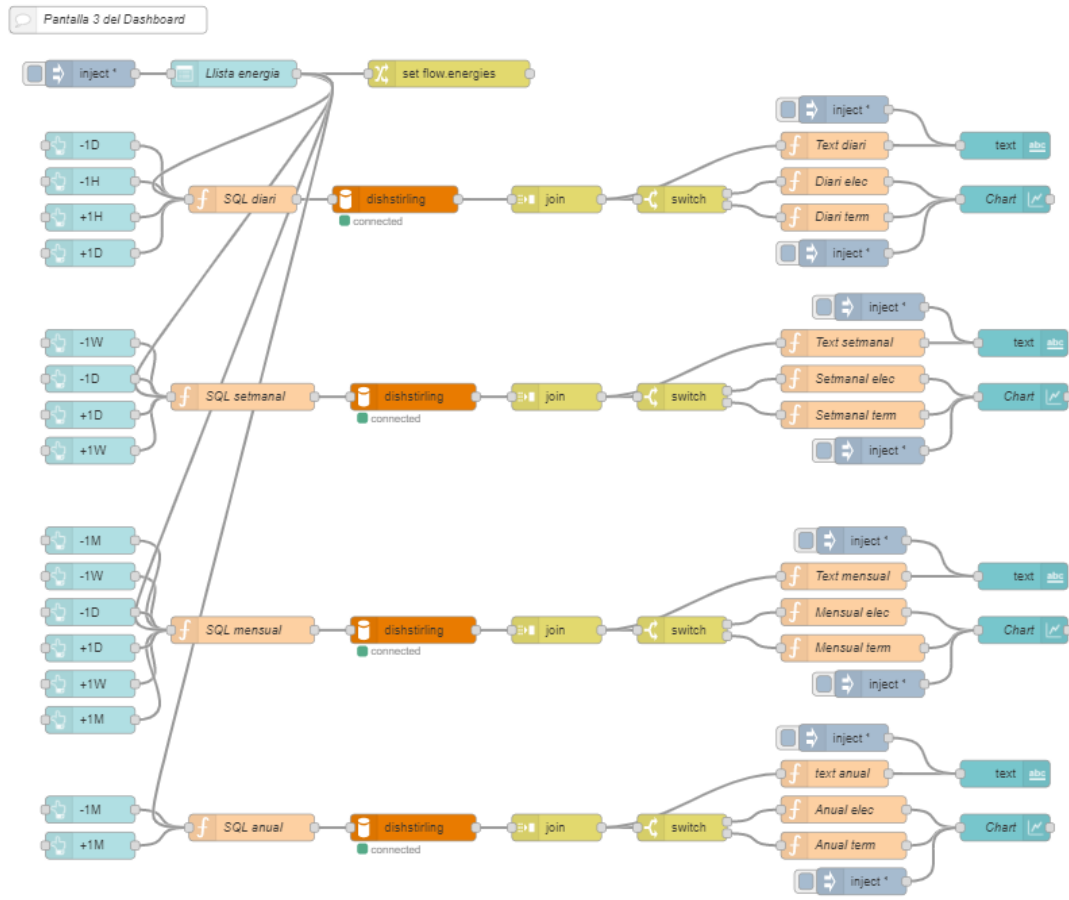 Pantalla 3 del Dashboard
inject *
Llista energia
set flow.energies
inject *
-1D
Text diari
text
abc
-1H
Diari elec
SQL diari
dishstirling
join
switch
Chart
connected
+1H
Diari term
+1D
inject *
inject *
-1W
Text setmanal
text
abc
-1D
Setmanal elec
SQL setmanal
dishstirling
join
switch
Chart
connected
+1D
Setmanal term
+1W
inject *
-1M
inject *
-1W
Text mensual
text
abc
-1D
Mensual elec
SQL mensual
dishstirling
join
switch
Chart
connected
+1D
Mensual term
+1W
inject *
+1M
inject *
text anual
text
abc
-1M
Anual elec
SQL anual
dishstirling
join
switch
Chart
connected
+1M
Anual term
inject *